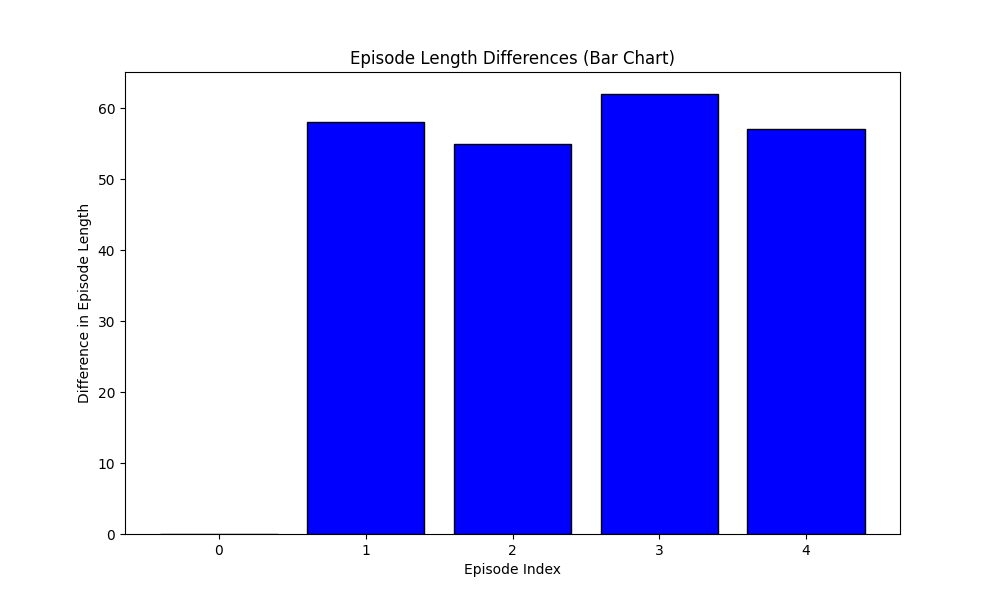 Episode Length Differences (Bar Chart)
Difference in Episode Length
60
50
40
30
20
10
0
0 1 2 3 4
Episode Index